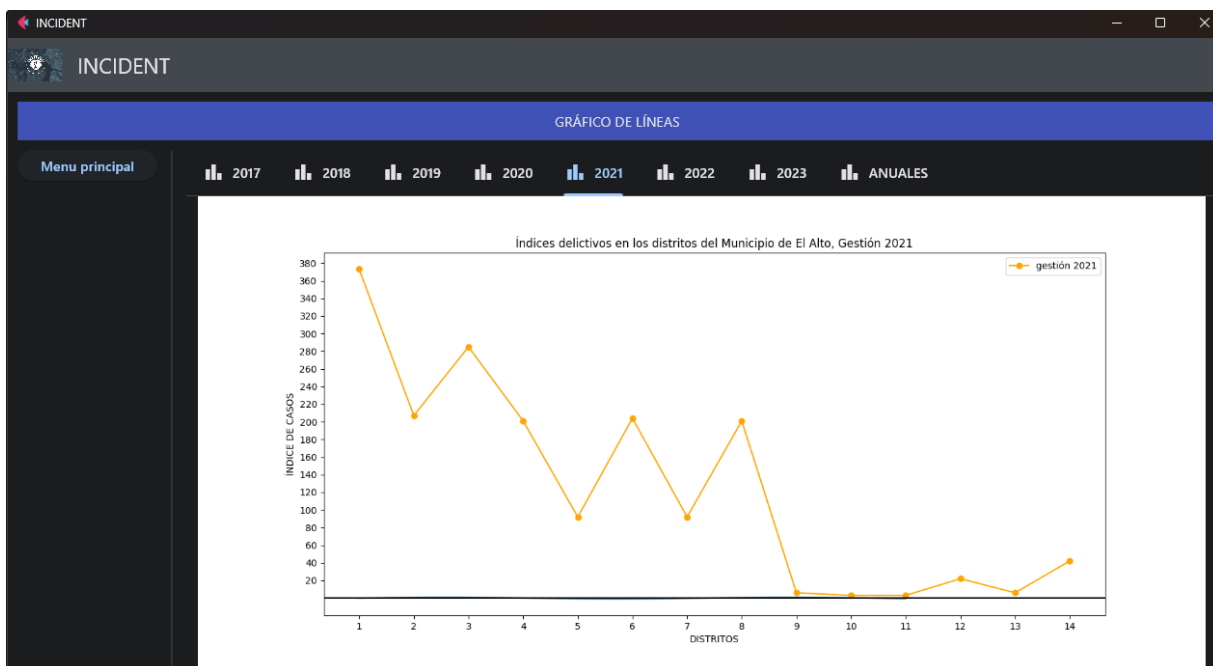 INCIDENT
INCIDENT
GRÁFICO DE LÍNEAS
Menu principal
2017 2018 2019 2020 2021 2022 2023 ANUALES
Índices delictivos en los distritos del Municipio de El Alto, Gestión 2021
gestión 2021
ÍNDICE DE CASOS
380
360
340
320
300
280
260
240
220
200
180
160
140
120
100
80
60
40
20
1 2 3 4 5 6 7 8 9 10 11 12 13 14
DISTRITOS